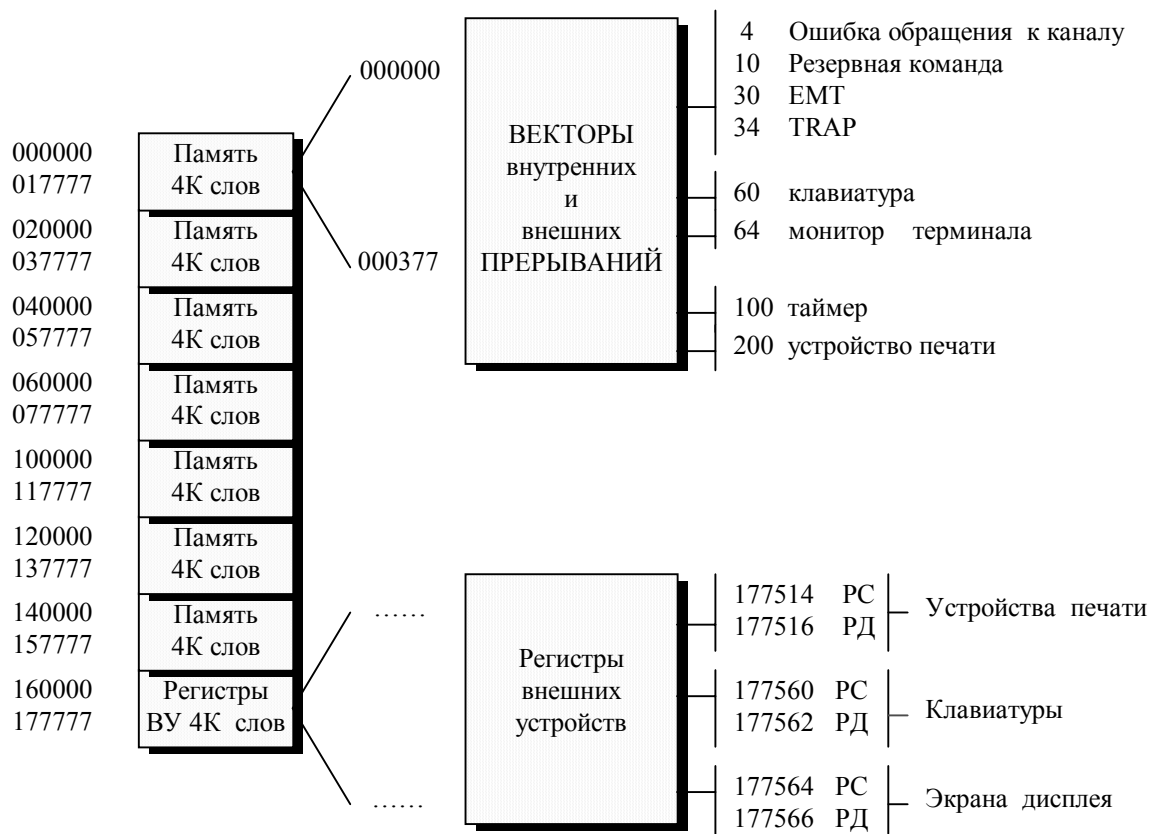 000000
017777
Память
4К слов
020000
037777
Память
4К слов
040000
057777
Память
4К слов
060000
077777
Память
4К слов
100000
117777
Память
4К слов
120000
137777
Память
4К слов
140000
157777
Память
4К слов
160000
177777
Регистры
ВУ 4К слов
000000
000377
ВЕКТОРЫ
внутренних
и
внешних
ПРЕРЫВАНИЙ
4 Ошибка обращения к каналу
10 Резервная команда
30 EMT
34 TRAP
60 клавиатура
64 монитор терминала
100 таймер
200 устройство печати
......
......
Регистры
внешних
устройств
177514 РС
177516 РД
Устройства печати
177560 РС
177562 РД
Клавиатуры
177564 РС
177566 РД
Экрана дисплея